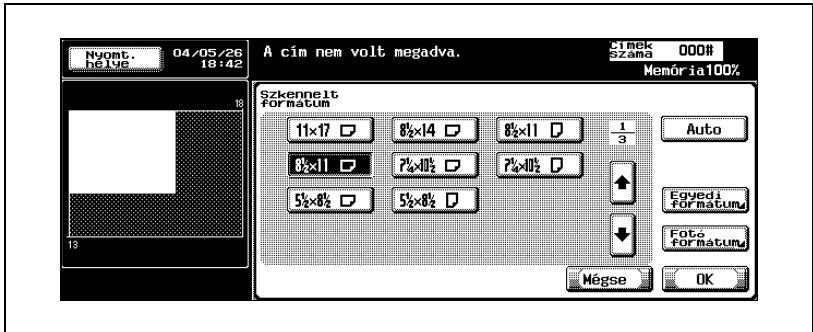 Nyomt.
helye
04/05/26
18:42
A cím nem volt megadva.
Címek
száma
000#
Memória100%
18
13
Szkennelt
formátum
11×17
8½×14
8½×11
8½×11
7¼×10½
7¼×10½
5½×8½
5½×8½
1
3
Auto
Egyedi
formátum
Fotó
formátum
Mégse
OK